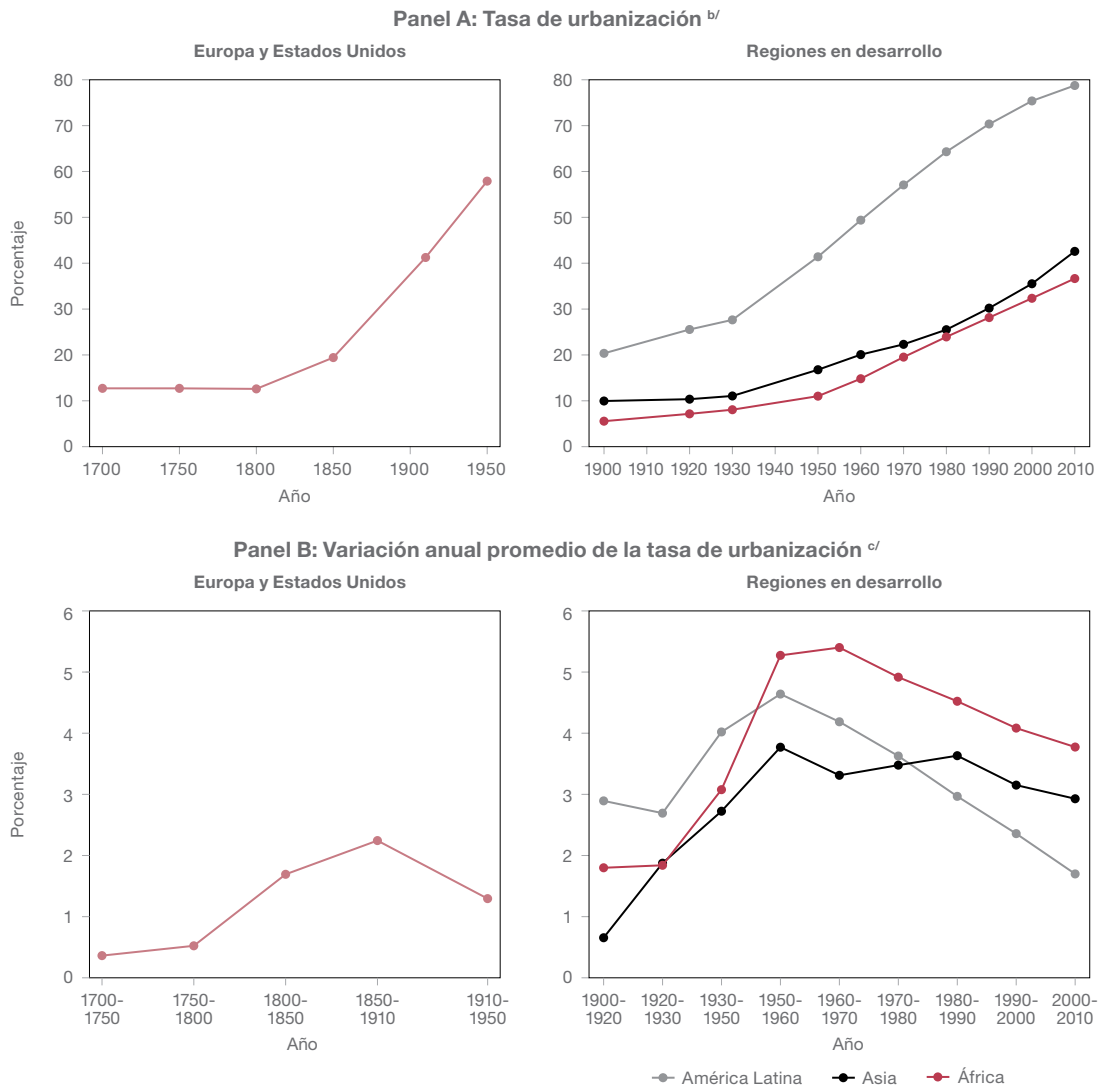 Panel A: Tasa de urbanización b/
Europa y Estados Unidos
Regiones en desarrollo
Porcentaje
80
70
60
50
40
30
20
10
0
1700 1750 1800 1850 1900 1950
Año
80
70
60
50
40
30
20
10
0
1900 1910 1920 1930 1940 1950 1960 1970 1980 1990 2000 2010
Año
Panel B: Variación anual promedio de la tasa de urbanización c/
Europa y Estados Unidos
Regiones en desarrollo
Porcentaje
6
5
4
3
2
1
0
1700- 1750- 1800- 1850- 1910-
1750 1800 1850 1910 1950
Año
6
5
4
3
2
1
0
1900- 1920- 1930- 1950- 1960- 1970- 1980- 1990- 2000-
1920 1930 1950 1960 1970 1980 1990 2000 2010
Año
América Latina Asia África